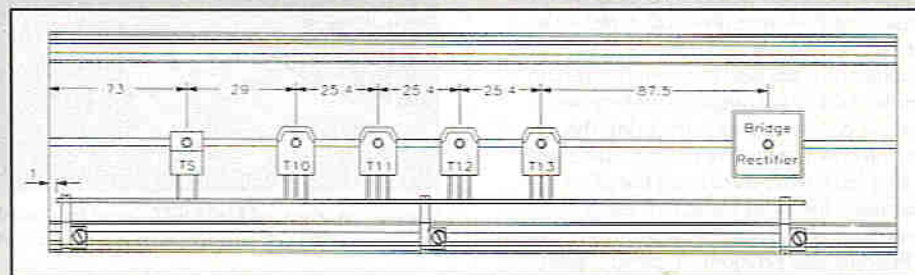 73 29 25.4 25.4 25.4 87.5
Bridge
Rectifier
T5 T10 T11 T12 T13
1